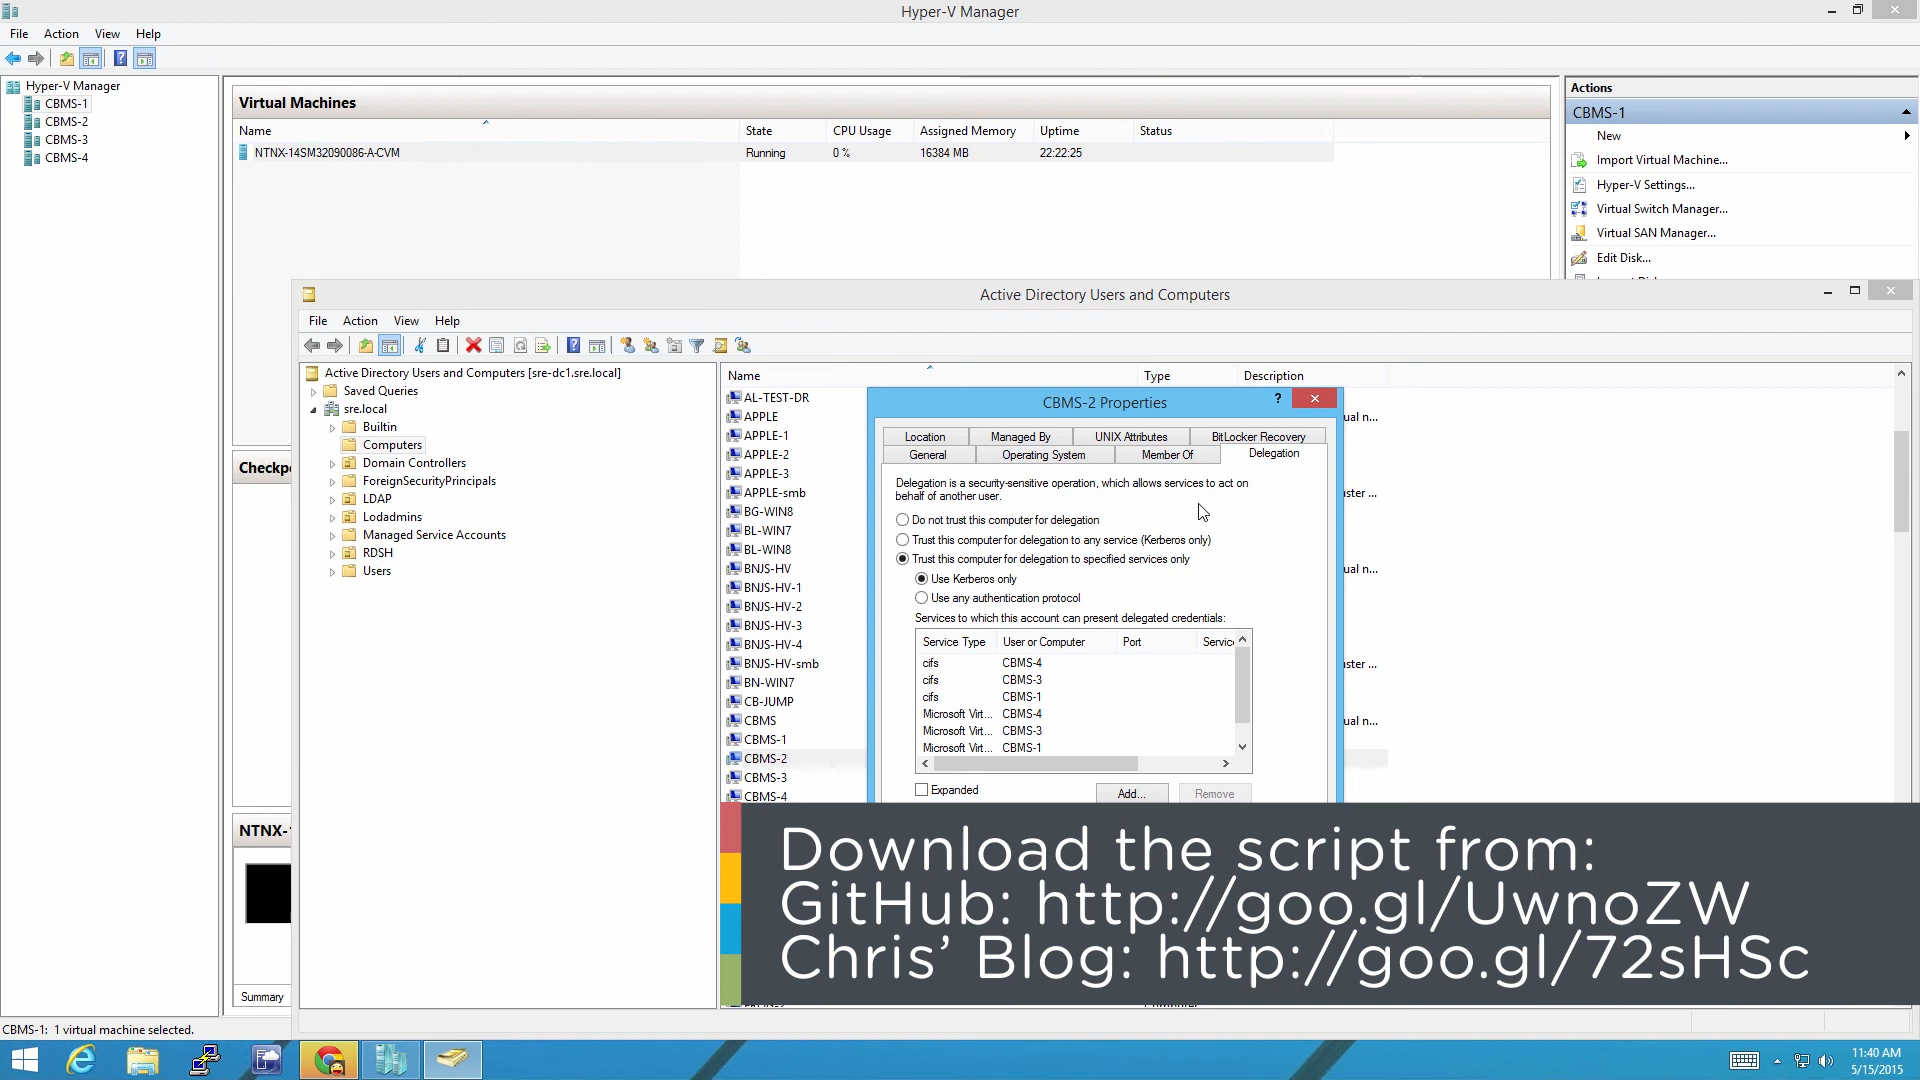 Hyper-V Manager
File Action View Help
Hyper-V Manager
CBMS-1
CBMS-2
CBMS-3
CBMS-4
Virtual Machines
Name State CPU Usage Assigned Memory Uptime Status
NTNX-14SM32090086-A-CVM Running 0 % 16384 MB 22:22:25
Actions
CBMS-1
New
Import Virtual Machine...
Hyper-V Settings...
Virtual Switch Manager...
Virtual SAN Manager...
Edit Disk...
Checkp
NTNX-
Summary
CBMS-1: 1 virtual machine selected.
Active Directory Users and Computers
File Action View Help
Active Directory Users and Computers [sre-dc1.sre.local]
Saved Queries
sre.local
Builtin
Computers
Domain Controllers
ForeignSecurityPrincipals
LDAP
Lodadmins
Managed Service Accounts
RDSH
Users
Name Type Description
AL-TEST-DR
APPLE
APPLE-1
APPLE-2
APPLE-3
APPLE-smb
BG-WIN8
BL-WIN7
BL-WIN8
BNJS-HV
BNJS-HV-1
BNJS-HV-2
BNJS-HV-3
BNJS-HV-4
BNJS-HV-smb
BN-WIN7
CB-JUMP
CBMS
CBMS-1
CBMS-2
CBMS-3
CBMS-4
ual n...
ster ...
ual n...
ster ...
ual n...
CBMS-2 Properties
?
Location Managed By UNIX Attributes BitLocker Recovery
General Operating System Member Of Delegation
Delegation is a security-sensitive operation, which allows services to act on
behalf of another user.
Do not trust this computer for delegation
Trust this computer for delegation to any service (Kerberos only)
Trust this computer for delegation to specified services only
Use Kerberos only
Use any authentication protocol
Services to which this account can present delegated credentials:
Service Type User or Computer Port Servic
cifs CBMS-4
cifs CBMS-3
cifs CBMS-1
Microsoft Virt... CBMS-4
Microsoft Virt... CBMS-3
Microsoft Virt... CBMS-1
Expanded Add... Remove
Download the script from:
GitHub: http://goo.gl/UwnoZW
Chris’ Blog: http://goo.gl/72sHSc
11:40 AM
5/15/2015